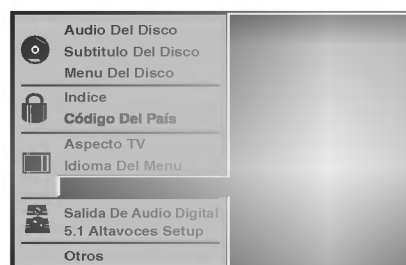 Audio Del Disco
Subtitulo Del Disco
Menu Del Disco
Indice
Código Del País
Aspecto TV
Idioma Del Menu
Salida De Audio Digital
5.1 Altavoces Setup
Otros